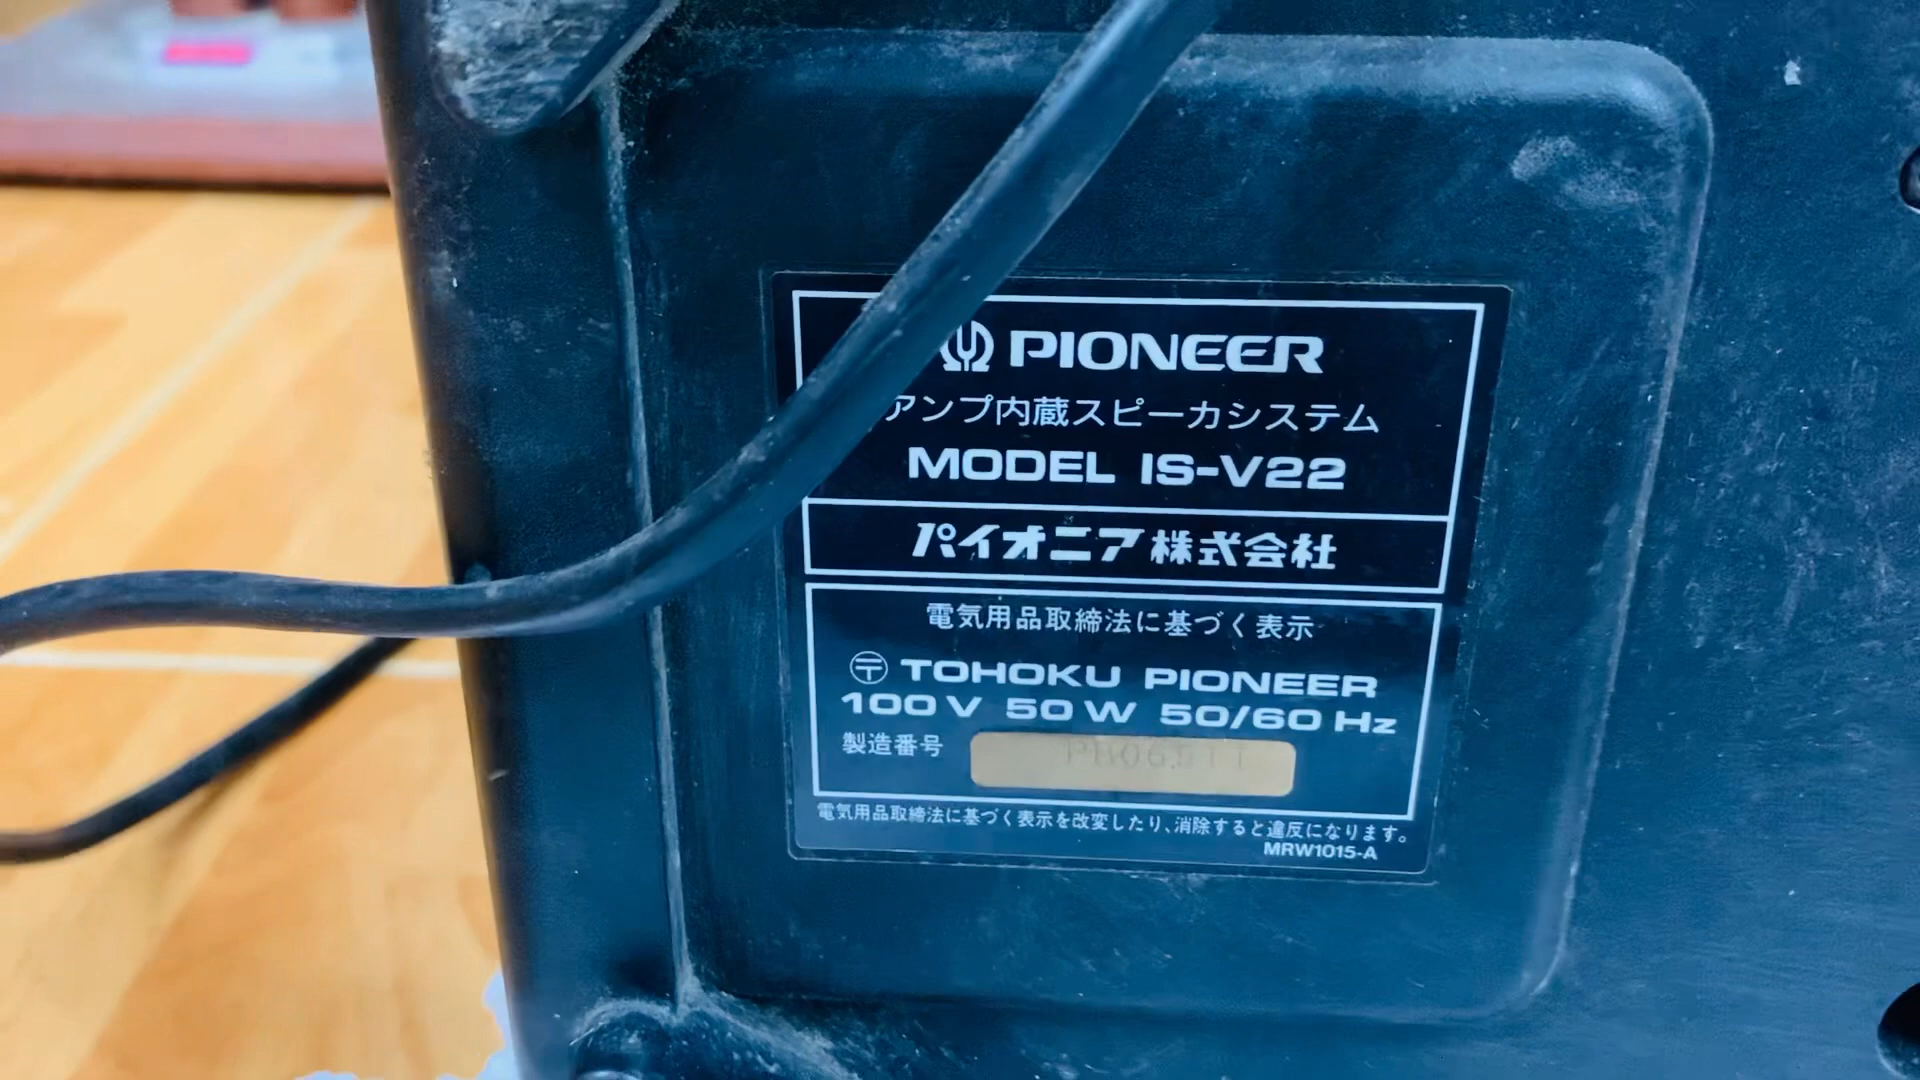 PIONEER
アンプ内蔵スピーカシステム
MODEL IS-V22
パイオニア株式会社
電気用品取締法に基づく表示
〒 TOHOKU PIONEER
100V 50W 50/60Hz
製造番号
電気用品取締法に基づく表示を改変したり、消除すると違反になります。
MRW1015-A